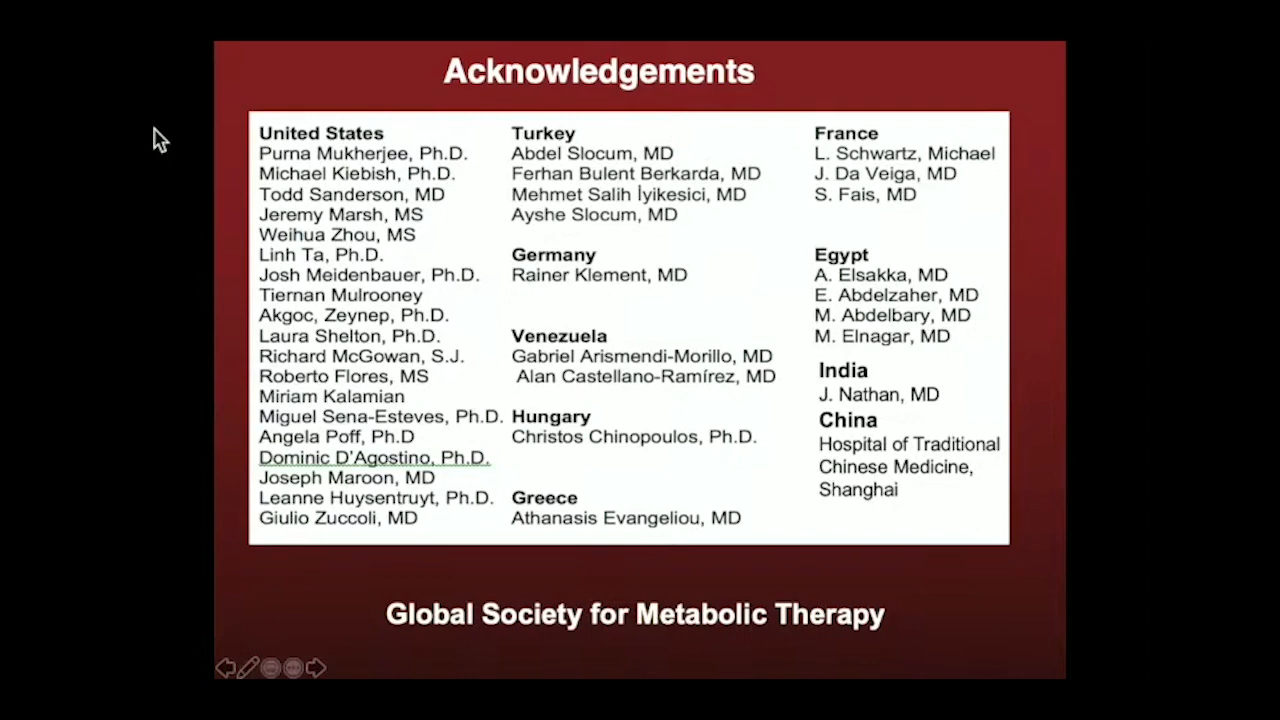 Acknowledgements
United States
Purna Mukherjee, Ph.D.
Michael Kiebish, Ph.D.
Todd Sanderson, MD
Jeremy Marsh, MS
Weihua Zhou, MS
Linh Ta, Ph.D.
Josh Meidenbauer, Ph.D.
Tiernan Mulrooney
Akgoc, Zeynep, Ph.D.
Laura Shelton, Ph.D.
Richard McGowan, S.J.
Roberto Flores, MS
Miriam Kalamian
Miguel Sena-Esteves, Ph.D.
Angela Poff, Ph.D
Dominic D'Agostino, Ph.D.
Joseph Maroon, MD
Leanne Huysentruyt, Ph.D.
Giulio Zuccoli, MD
Turkey
Abdel Slocum, MD
Ferhan Bulent Berkarda, MD
Mehmet Salih İyikesici, MD
Ayshe Slocum, MD
Germany
Rainer Klement, MD
Venezuela
Gabriel Arismendi-Morillo, MD
Alan Castellano-Ramírez, MD
Hungary
Christos Chinopoulos, Ph.D.
Greece
Athanasis Evangeliou, MD
France
L. Schwartz, Michael
J. Da Veiga, MD
S. Fais, MD
Egypt
A. Elsakka, MD
E. Abdelzaher, MD
M. Abdelbary, MD
M. Elnagar, MD
India
J. Nathan, MD
China
Hospital of Traditional
Chinese Medicine,
Shanghai
Global Society for Metabolic Therapy